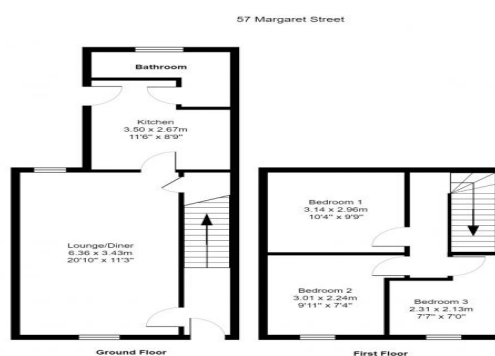 57 Margaret Street
Bathroom
Kitchen
3.50 x 2.67m
11'6" x 8'9"
Lounge/Diner
6.36 x 3.43m
20'10" x 11'3"
Ground Floor
Bedroom 1
3.14 x 2.96m
10'4" x 9'9"
Bedroom 2
3.01 x 2.24m
9'11" x 7'4"
Bedroom 3
2.31 x 2.13m
7'7" x 7'0"
First Floor